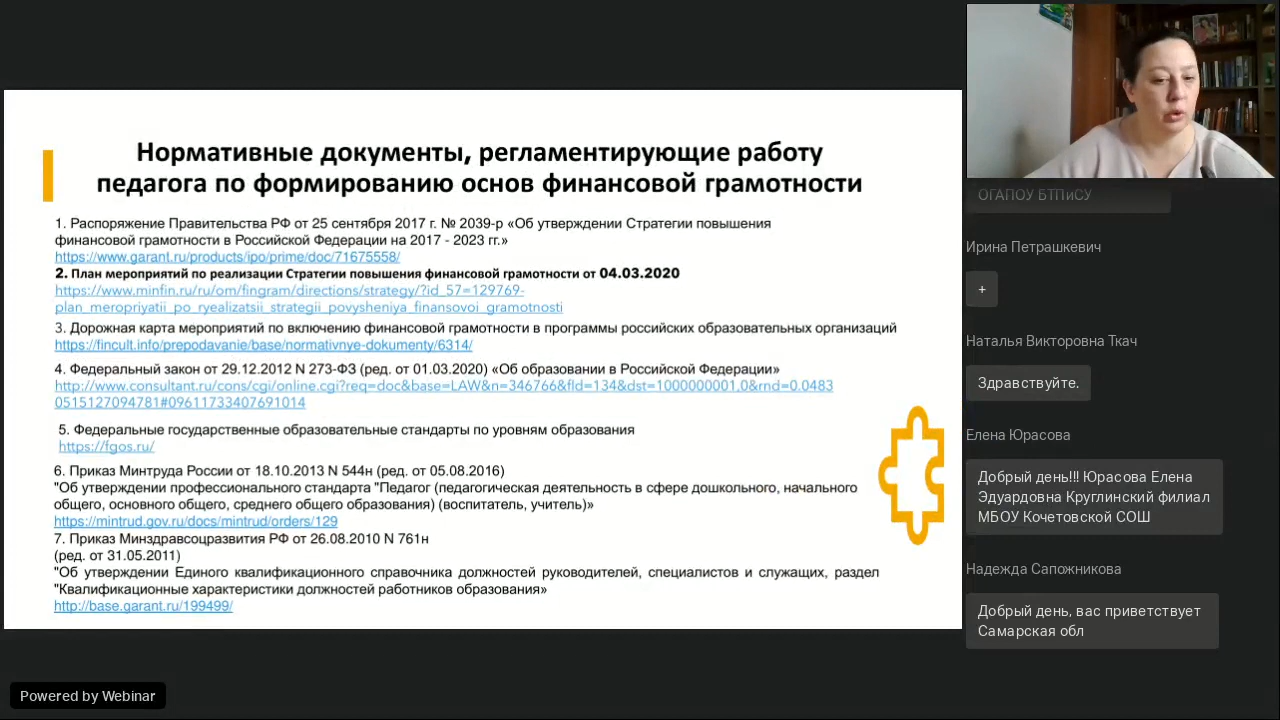 Нормативные документы, регламентирующие работу
педагога по формированию основ финансовой грамотности
1. Распоряжение Правительства РФ от 25 сентября 2017 г. № 2039-р «Об утверждении Стратегии повышения
финансовой грамотности в Российской Федерации на 2017 - 2023 гг.»
https://www.garant.ru/products/ipo/prime/doc/71675558/
2. План мероприятий по реализации Стратегии повышения финансовой грамотности от 04.03.2020
https://www.minfin.ru/ru/om/fingram/directions/strategy/?id_57=129769-
plan_meropriyatii_po_ryealizatsii_strategii_povysheniya_finansovoi_gramotnosti
3. Дорожная карта мероприятий по включению финансовой грамотности в программы российских образовательных организаций
https://fincult.info/prepodavanie/base/normativnye-dokumenty/6314/
4. Федеральный закон от 29.12.2012 N 273-ФЗ (ред. от 01.03.2020) «Об образовании в Российской Федерации»
http://www.consultant.ru/cons/cgi/online.cgi?req=doc&base=LAW&n=346766&fld=134&dst=1000000001,0&rnd=0.0483
0515127094781#09611733407691014
5. Федеральные государственные образовательные стандарты по уровням образования
https://fgos.ru/
6. Приказ Минтруда России от 18.10.2013 N 544н (ред. от 05.08.2016)
"Об утверждении профессионального стандарта "Педагог (педагогическая деятельность в сфере дошкольного, начального
общего, основного общего, среднего общего образования) (воспитатель, учитель)»
https://mintrud.gov.ru/docs/mintrud/orders/129
7. Приказ Минздравсоцразвития РФ от 26.08.2010 N 761н
(ред. от 31.05.2011)
"Об утверждении Единого квалификационного справочника должностей руководителей, специалистов и служащих, раздел
"Квалификационные характеристики должностей работников образования»
http://base.garant.ru/199499/
ОГАПОУ БТПиСУ
Ирина Петрашкевич
+
Наталья Викторовна Ткач
Здравствуйте.
Елена Юрасова
Добрый день!!! Юрасова Елена
Эдуардовна Круглинский филиал
МБОУ Кочетовской СОШ
Надежда Сапожникова
Добрый день, вас приветствует
Самарская обл
Powered by Webinar